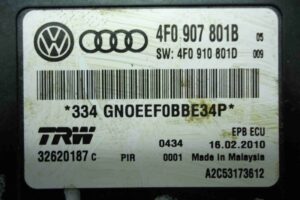 4F0 907 801B 05
SW: 4F0 910 801D 009
*334 GNOEEF0BBE34P*
TRW 0434 EPB ECU
16.02.2010
32620187 C PIR 0001 Made in Malaysia
A2C53173612